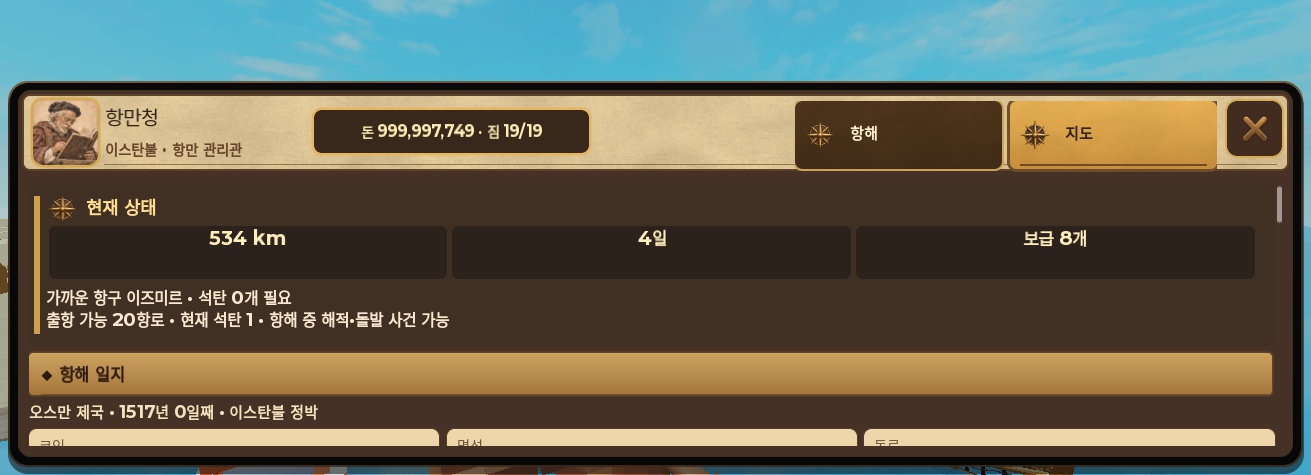 항만청
이스탄불 • 항만 관리관
돈 999,997,749 · 짐 19/19
항해
지도
현재 상태
534 km
4일
보급 8개
가까운 항구 이즈미르 • 석탄 0개 필요
출항 가능 20항로 • 현재 석탄 1 • 항해 중 해적•돌발 사건 가능
◆ 항해 일지
오스만 제국 • 1517년 0일째 • 이스탄불 정박